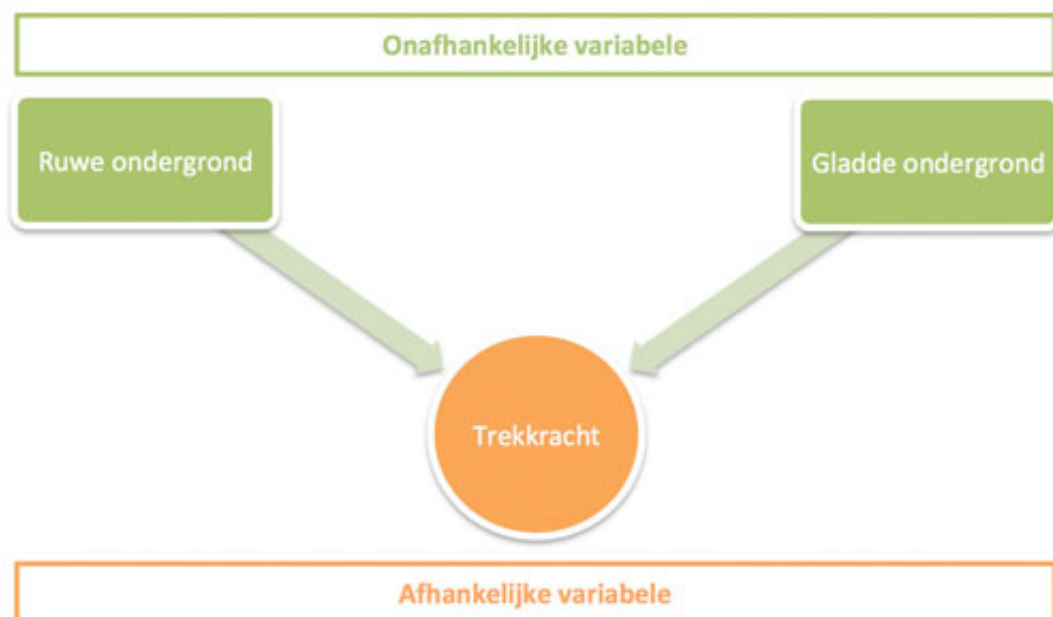 Onafhankelijke variabele
Ruwe ondergrond
Gladde ondergrond
Trekkracht
Afhankelijke variabele